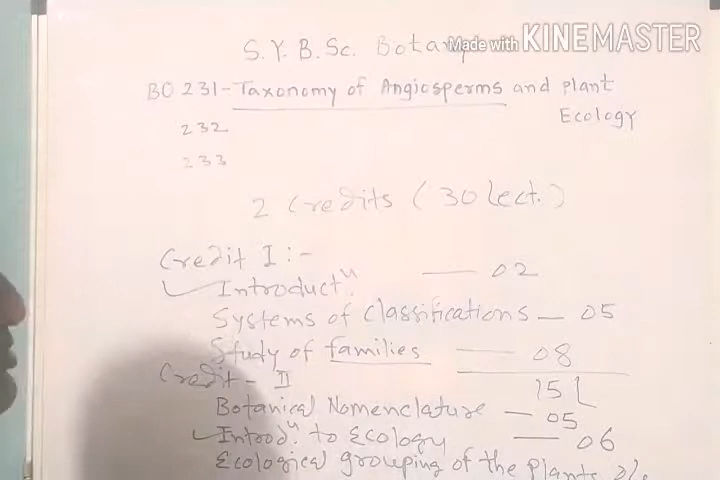 S.Y.B.Sc. Botany
Made with KINEMASTER
BO 231- Taxonomy of Angiosperms and plant
Ecology
232
233
2 Credits (30 Lect.)
Credit I :-
Introductⁿ. — 02
Systems of classifications — 05
Study of families — 08
15 L
Credit - II
Botanical Nomenclature — 05
Introdⁿ. to Ecology — 06
Ecological grouping of the plants